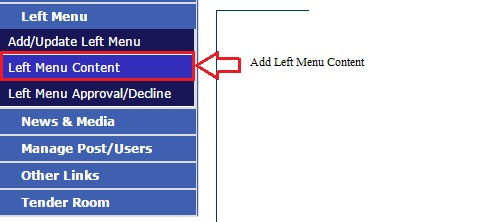 Left Menu
Add/Update Left Menu
Left Menu Content
Add Left Menu Content
Left Menu Approval/Decline
News & Media
Manage Post/Users
Other Links
Tender Room